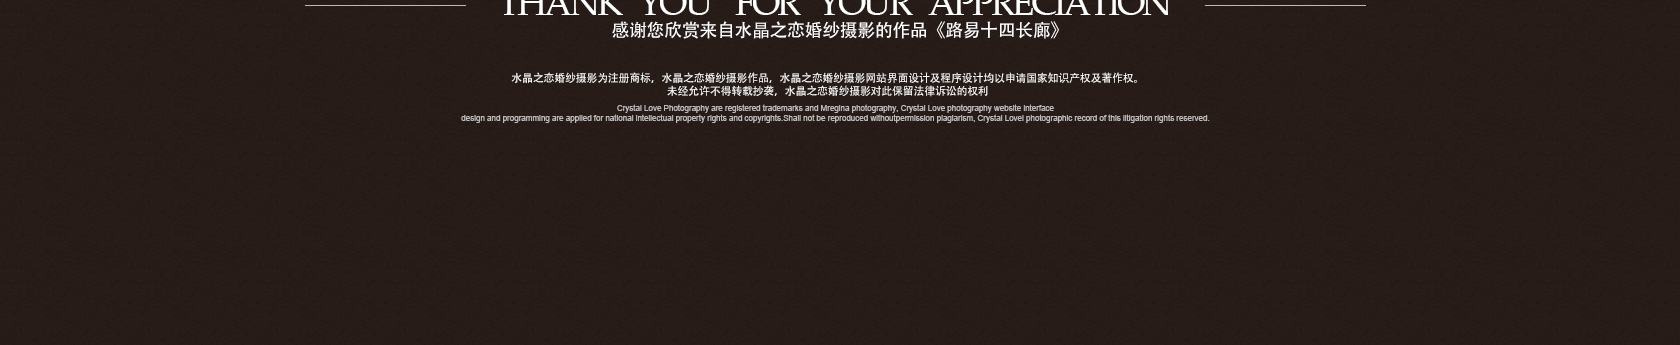 THANK YOU FOR YOUR APPRECIATION
感谢您欣赏来自水晶之恋婚纱摄影的作品《路易十四长廊》
水晶之恋婚纱摄影为注册商标，水晶之恋婚纱摄影作品，水晶之恋婚纱摄影网站界面设计及程序设计均以申请国家知识产权及著作权。
未经允许不得转载抄袭，水晶之恋婚纱摄影对此保留法律诉讼的权利
Crystal Love Photography are registered trademarks and Mregina photography, Crystal Love photography website interface
design and programming are applied for national intellectual property rights and copyrights.Shall not be reproduced withoutpermission plagiarism, Crystal Lovel photographic record of this litigation rights reserved.